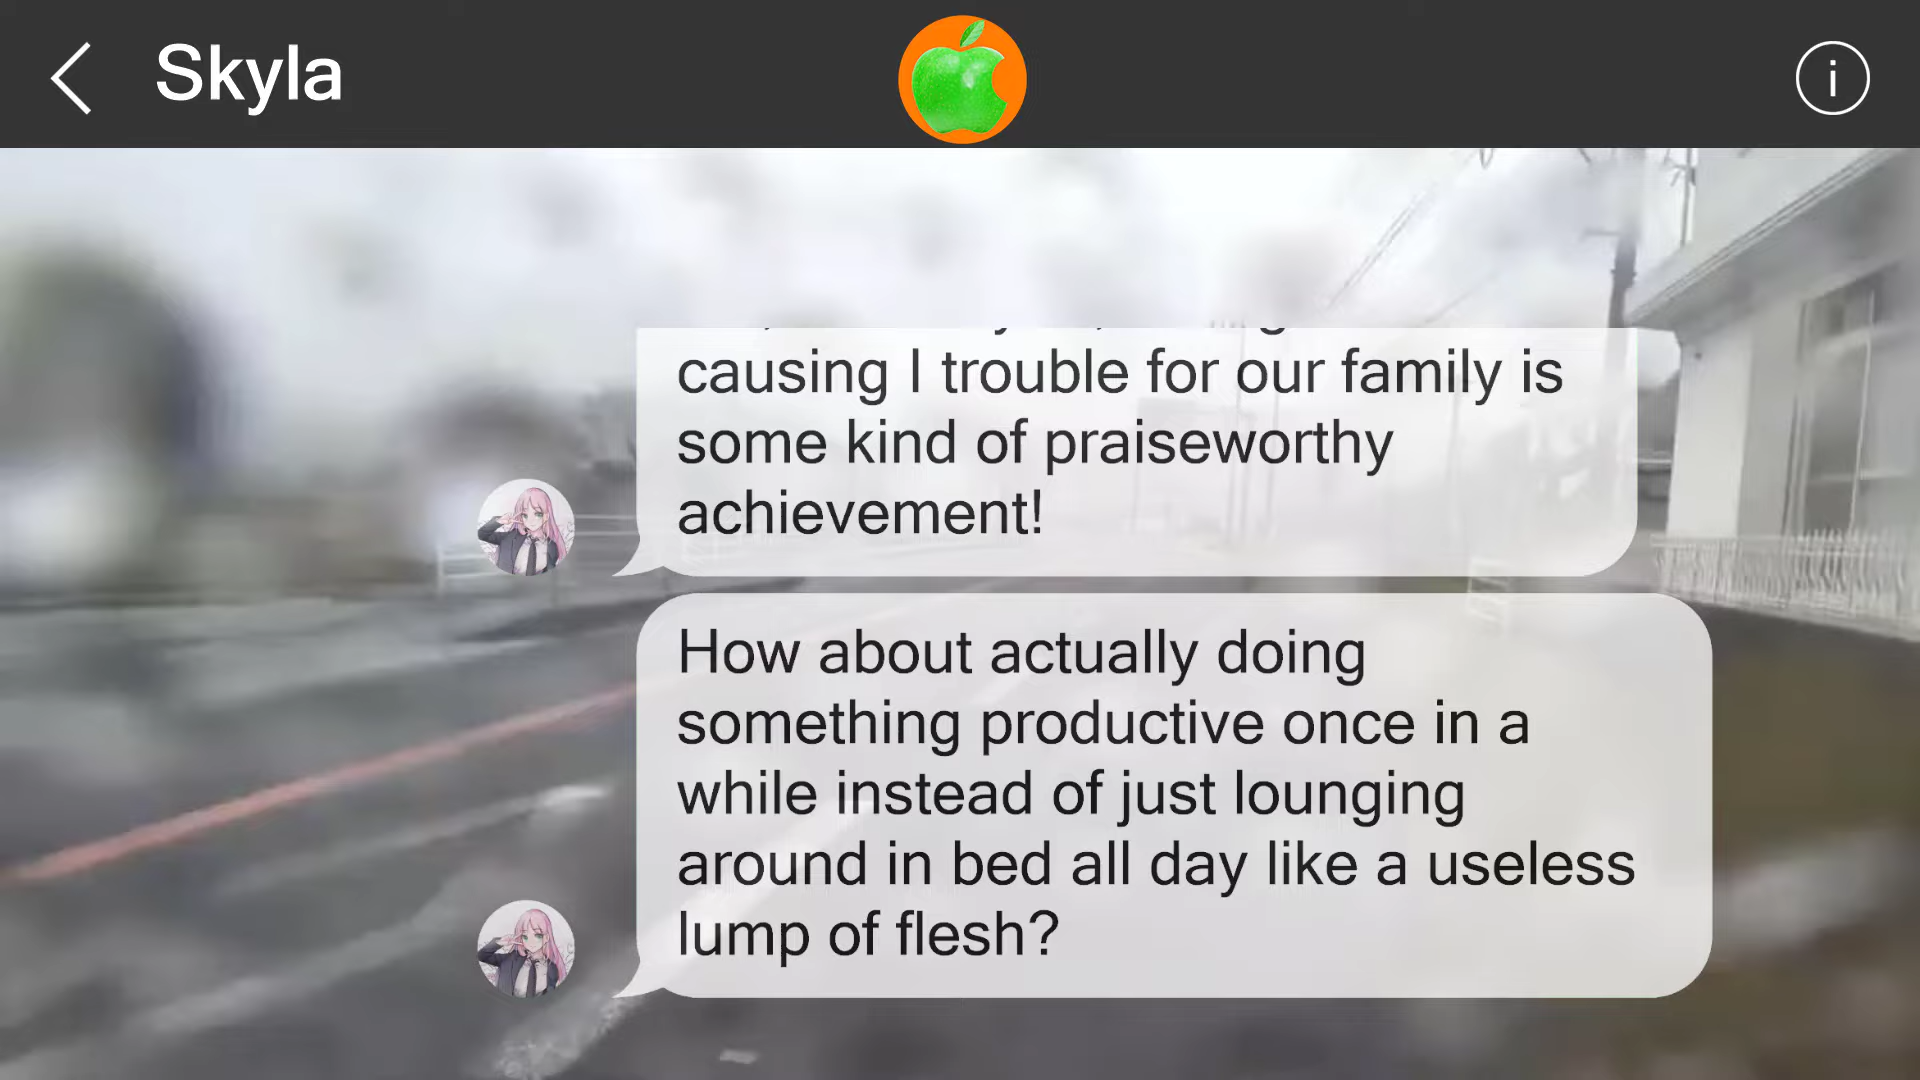 Skyla
causing I trouble for our family is
some kind of praiseworthy
achievement!
How about actually doing
something productive once in a
while instead of just lounging
around in bed all day like a useless
lump of flesh?